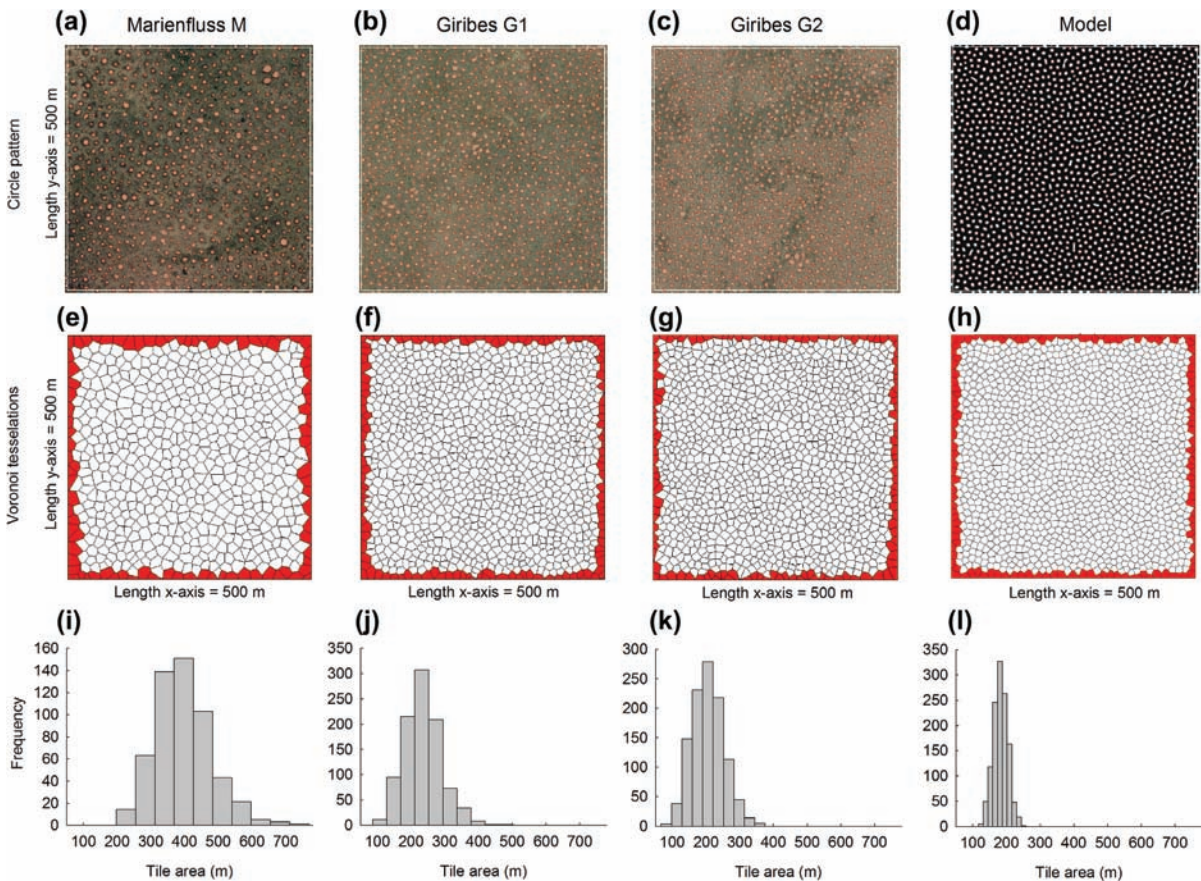 (a) Marienfluss M
(b) Giribes G1
(c) Giribes G2
(d) Model
Circle pattern
Length y-axis = 500 m
(e)
(f)
(g)
(h)
Voronoi tesselations
Length y-axis = 500 m
Length x-axis = 500 m
Length x-axis = 500 m
Length x-axis = 500 m
Length x-axis = 500 m
(i)
(j)
(k)
(l)
Frequency
160
140
120
100
80
60
40
20
0
100 200 300 400 500 600 700
Tile area (m)
350
300
250
200
150
100
50
0
100 200 300 400 500 600 700
Tile area (m)
300
250
200
150
100
50
0
100 200 300 400 500 600 700
Tile area (m)
350
300
250
200
150
100
50
0
100 200 300 400 500 600 700
Tile area (m)